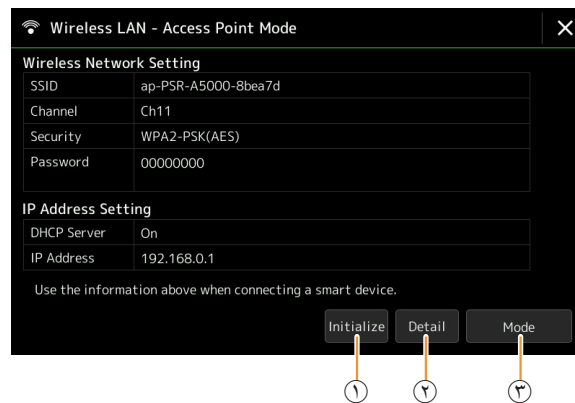 Wireless LAN - Access Point Mode
Wireless Network Setting
SSID ap-PSR-A5000-8bea7d
Channel Ch11
Security WPA2-PSK(AES)
Password 00000000
IP Address Setting
DHCP Server On
IP Address 192.168.0.1
Use the information above when connecting a smart device.
Initialize Detail Mode
١ ٢ ٣